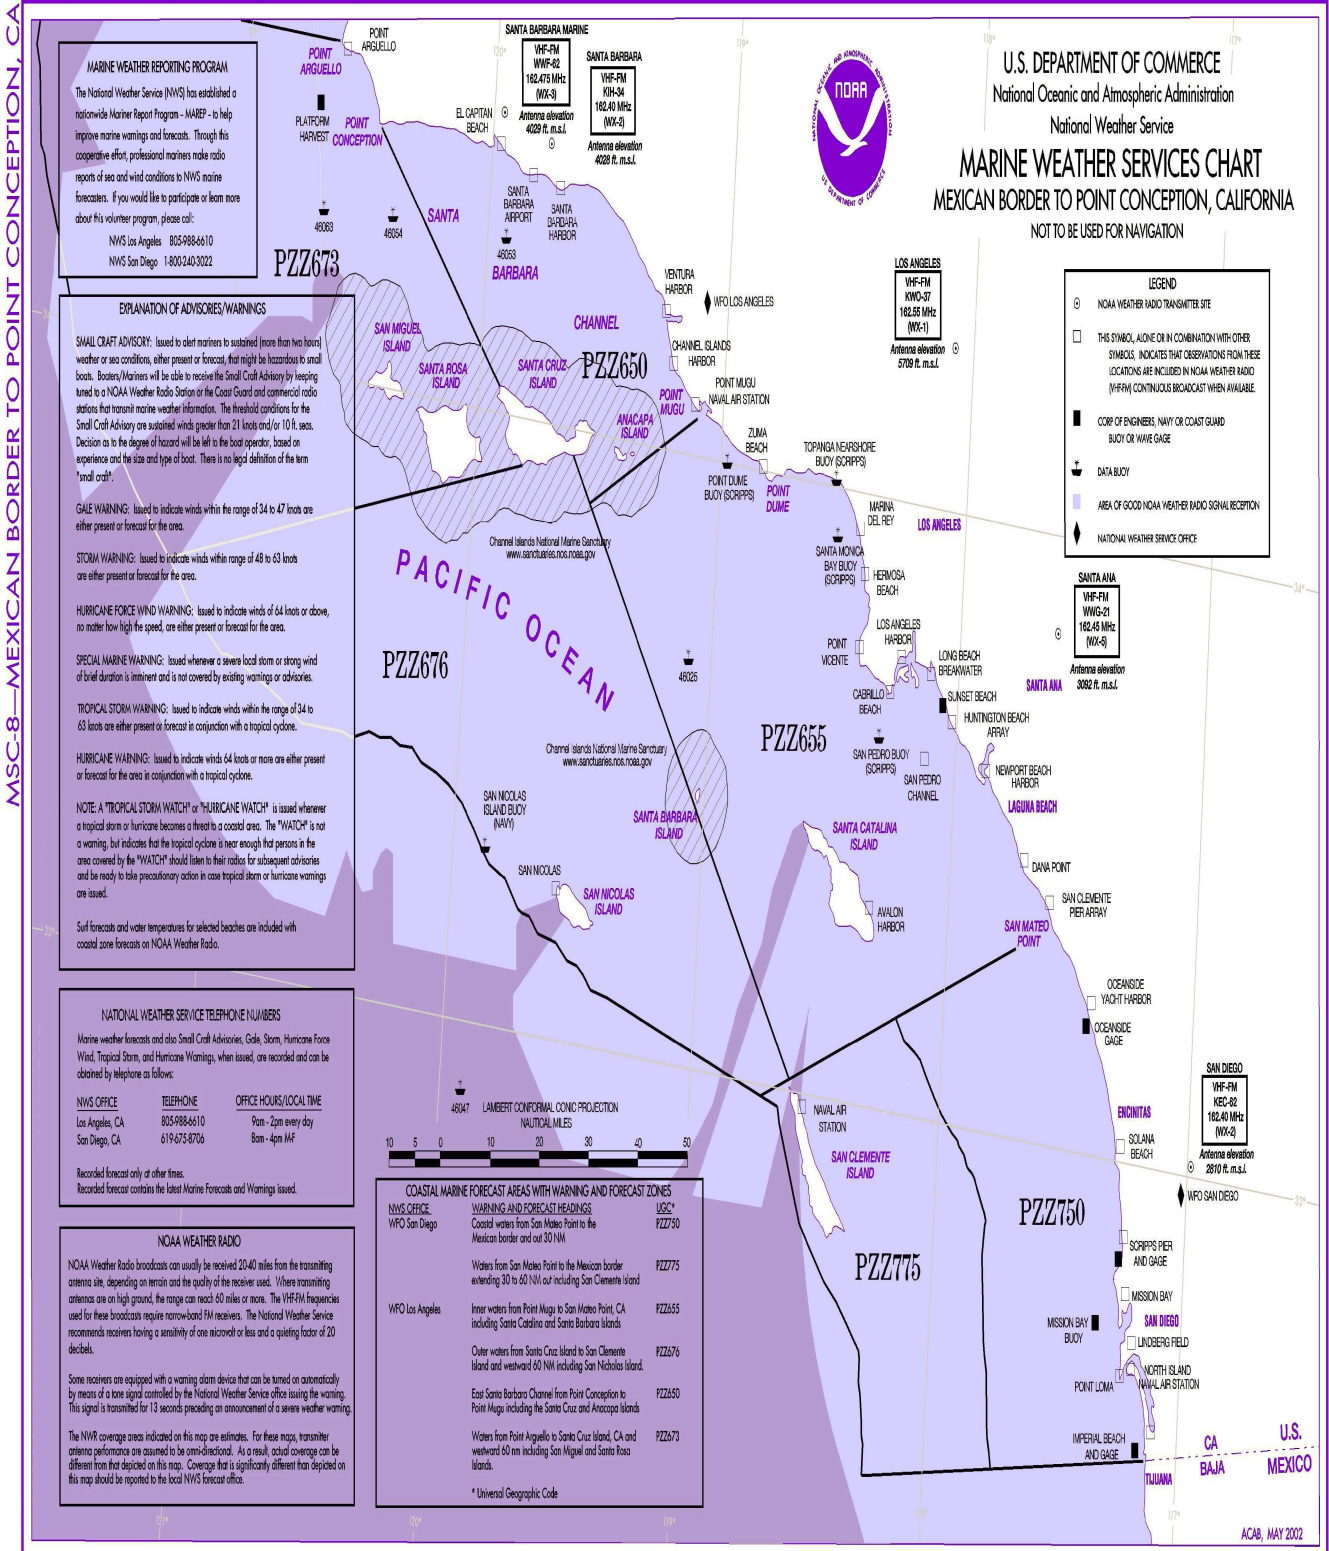 MSC-8—MEXICAN BORDER TO POINT CONCEPTION, CA
U.S. DEPARTMENT OF COMMERCE
National Oceanic and Atmospheric Administration
National Weather Service
MARINE WEATHER SERVICES CHART
MEXICAN BORDER TO POINT CONCEPTION, CALIFORNIA
NOT TO BE USED FOR NAVIGATION
NATIONAL OCEANIC AND ATMOSPHERIC ADMINISTRATION
NOAA
U.S. DEPARTMENT OF COMMERCE
MARINE WEATHER REPORTING PROGRAM
The National Weather Service (NWS) has established a
nationwide Mariner Report Program - MAREP - to help
improve marine warnings and forecasts. Through this
cooperative effort, professional mariners make radio
reports of sea and wind conditions to NWS marine
forecasters. If you would like to participate or learn more
about this volunteer program, please call:
NWS Los Angeles 805-988-6610
NWS San Diego 1-800-240-3022
EXPLANATION OF ADVISORIES/WARNINGS
SMALL CRAFT ADVISORY: Issued to alert mariners to sustained (more than two hours)
weather or sea conditions, either present or forecast, that might be hazardous to small
boats. Boaters/Mariners will be able to receive the Small Craft Advisory by keeping
tuned to a NOAA Weather Radio Station or the Coast Guard and commercial radio
stations that transmit marine weather information. The threshold conditions for the
Small Craft Advisory are sustained winds greater than 21 knots and/or 10 ft. seas.
Decision as to the degree of hazard will be left to the boat operator, based on
experience and the size and type of boat. There is no legal definition of the term
"small craft".
GALE WARNING: Issued to indicate winds within the range of 34 to 47 knots are
either present or forecast for the area.
STORM WARNING: Issued to indicate winds within range of 48 to 63 knots
are either present or forecast for the area.
HURRICANE FORCE WIND WARNING: Issued to indicate winds of 64 knots or above,
no matter how high the speed, are either present or forecast for the area.
SPECIAL MARINE WARNING: Issued whenever a severe local storm or strong wind
of brief duration is imminent and is not covered by existing warnings or advisories.
TROPICAL STORM WARNING: Issued to indicate winds within the range of 34 to
63 knots are either present or forecast in conjunction with a tropical cyclone.
HURRICANE WARNING: Issued to indicate winds 64 knots or more are either present
or forecast for the area in conjunction with a tropical cyclone.
NOTE: A "TROPICAL STORM WATCH" or "HURRICANE WATCH" is issued whenever
a tropical storm or hurricane becomes a threat to a coastal area. The "WATCH" is not
a warning, but indicates that the tropical cyclone is near enough that persons in the
area covered by the "WATCH" should listen to their radios for subsequent advisories
and be ready to take precautionary action in case tropical storm or hurricane warnings
are issued.
Surf forecasts and water temperatures for selected beaches are included with
coastal zone forecasts on NOAA Weather Radio.
NATIONAL WEATHER SERVICE TELEPHONE NUMBERS
Marine weather forecasts and also Small Craft Advisories, Gale, Storm, Hurricane Force
Wind, Tropical Storm, and Hurricane Warnings, when issued, are recorded and can be
obtained by telephone as follows:
NWS OFFICE TELEPHONE OFFICE HOURS/LOCAL TIME
Los Angeles, CA 805-988-6610 9am - 2pm every day
San Diego, CA 619-675-8706 8am - 4pm M-F
Recorded forecast only at other times.
Recorded forecast contains the latest Marine Forecasts and Warnings issued.
NOAA WEATHER RADIO
NOAA Weather Radio broadcasts can usually be received 20-40 miles from the transmitting
antenna site, depending on terrain and the quality of the receiver used. Where transmitting
antennas are on high ground, the range can reach 60 miles or more. The VHF-FM frequencies
used for these broadcasts require narrow-band FM receivers. The National Weather Service
recommends receivers having a sensitivity of one microvolt or less and a quieting factor of 20
decibels.
Some receivers are equipped with a warning alarm device that can be turned on automatically
by means of a tone signal controlled by the National Weather Service office issuing the warning.
This signal is transmitted for 13 seconds preceding an announcement of a severe weather warning.
The NWR coverage areas indicated on this map are estimates. For these maps, transmitter
antenna performance are assumed to be omni-directional. As a result, actual coverage can be
different from that depicted on this map. Coverage that is significantly different than depicted on
this map should be reported to the local NWS forecast office.
SANTA BARBARA MARINE
VHF-FM
WWF-62
162.475 MHz
(WX-3)
Antenna elevation
4029 ft. m.s.l.
SANTA BARBARA
VHF-FM
KIH-34
162.40 MHz
(WX-2)
Antenna elevation
4028 ft. m.s.l.
LOS ANGELES
VHF-FM
KWO-37
162.55 MHz
(WX-1)
Antenna elevation
5709 ft. m.s.l.
SANTA ANA
VHF-FM
WWG-21
162.45 MHz
(WX-5)
Antenna elevation
3092 ft. m.s.l.
SAN DIEGO
VHF-FM
KEC-62
162.40 MHz
(WX-2)
Antenna elevation
2810 ft. m.s.l.
LEGEND
NOAA WEATHER RADIO TRANSMITTER SITE
THIS SYMBOL, ALONE OR IN COMBINATION WITH OTHER
SYMBOLS, INDICATES THAT OBSERVATIONS FROM THESE
LOCATIONS ARE INCLUDED IN NOAA WEATHER RADIO
(VHF-FM) CONTINUOUS BROADCAST WHEN AVAILABLE.
CORP OF ENGINEERS, NAVY OR COAST GUARD
BUOY OR WAVE GAGE
DATA BUOY
AREA OF GOOD NOAA WEATHER RADIO SIGNAL RECEPTION
NATIONAL WEATHER SERVICE OFFICE
POINT
ARGUELLO
POINT
ARGUELLO
PLATFORM
HARVEST
POINT
CONCEPTION
EL CAPITAN
BEACH
46063
46054
SANTA
BARBARA
CHANNEL
SANTA
BARBARA
AIRPORT
SANTA
BARBARA
HARBOR
46053
PZZ673
PZZ650
VENTURA
HARBOR
WFO LOS ANGELES
CHANNEL ISLANDS
HARBOR
SAN MIGUEL
ISLAND
SANTA ROSA
ISLAND
SANTA CRUZ
ISLAND
ANACAPA
ISLAND
POINT
MUGU
POINT MUGU
NAVAL AIR STATION
ZUMA
BEACH
TOPANGA NEARSHORE
BUOY (SCRIPPS)
POINT DUME
BUOY (SCRIPPS)
POINT
DUME
MARINA
DEL REY
LOS ANGELES
Channel Islands National Marine Sanctuary
www.sanctuaries.nos.noaa.gov
SANTA MONICA
BAY BUOY
(SCRIPPS)
HERMOSA
BEACH
PACIFIC OCEAN
PZZ676
46025
POINT
VICENTE
LOS ANGELES
HARBOR
LONG BEACH
BREAKWATER
CABRILLO
BEACH
SUNSET BEACH
SANTA ANA
HUNTINGTON BEACH
ARRAY
PZZ655
SAN PEDRO BUOY
(SCRIPPS)
SAN PEDRO
CHANNEL
NEWPORT BEACH
HARBOR
LAGUNA BEACH
Channel Islands National Marine Sanctuary
www.sanctuaries.nos.noaa.gov
SANTA BARBARA
ISLAND
SAN NICOLAS
ISLAND BUOY
(NAVY)
SAN NICOLAS
SAN NICOLAS
ISLAND
SANTA CATALINA
ISLAND
AVALON
HARBOR
DANA POINT
SAN CLEMENTE
PIER ARRAY
SAN MATEO
POINT
OCEANSIDE
YACHT HARBOR
OCEANSIDE
GAGE
46047
LAMBERT CONFORMAL CONIC PROJECTION
NAUTICAL MILES
10 5 0 10 20 30 40 50
NAVAL AIR
STATION
SAN CLEMENTE
ISLAND
ENCINITAS
SOLANA
BEACH
WFO SAN DIEGO
PZZ750
PZZ775
SCRIPPS PIER
AND GAGE
MISSION BAY
MISSION BAY
BUOY
SAN DIEGO
LINDBERG FIELD
NORTH ISLAND
NAVAL AIR STATION
POINT LOMA
IMPERIAL BEACH
AND GAGE
CA
U.S.
BAJA
MEXICO
TIJUANA
COASTAL MARINE FORECAST AREAS WITH WARNING AND FORECAST ZONES
NWS OFFICE WARNING AND FORECAST HEADINGS UGC*
WFO San Diego Coastal waters from San Mateo Point to the PZZ750
Mexican border and out 30 NM
Waters from San Mateo Point to the Mexican border PZZ775
extending 30 to 60 NM out including San Clemente Island
WFO Los Angeles Inner waters from Point Mugu to San Mateo Point, CA PZZ655
including Santa Catalina and Santa Barbara Islands
Outer waters from Santa Cruz Island to San Clemente PZZ676
Island and westward 60 NM including San Nicholas Island.
East Santa Barbara Channel from Point Conception to PZZ650
Point Mugu including the Santa Cruz and Anacapa Islands
Waters from Point Arguello to Santa Cruz Island, CA and PZZ673
westward 60 nm including San Miguel and Santa Rosa
Islands.
* Universal Geographic Code
120°
119°
118°
117°
34°
33°
34°
33°
121°
120°
119°
117°
ACAB, MAY 2002